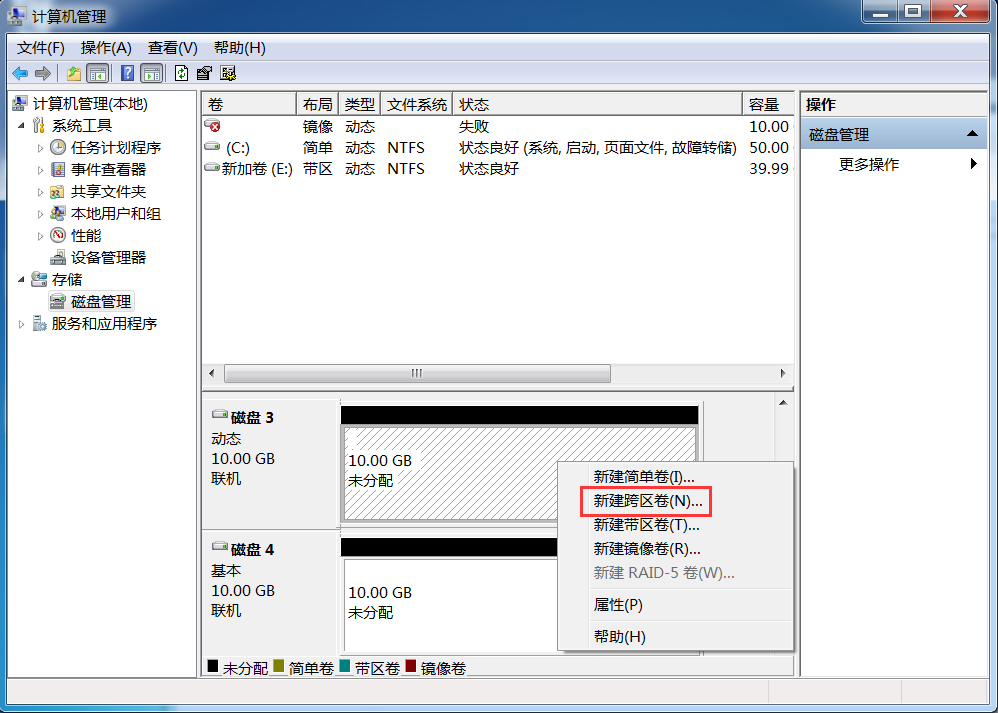 计算机管理
文件(F) 操作(A) 查看(V) 帮助(H)
计算机管理(本地)
系统工具
任务计划程序
事件查看器
共享文件夹
本地用户和组
性能
设备管理器
存储
磁盘管理
服务和应用程序
卷 布局 类型 文件系统 状态 容量
镜像 动态 失败 10.00
(C:) 简单 动态 NTFS 状态良好 (系统, 启动, 页面文件, 故障转储) 50.00
新加卷 (E:) 带区 动态 NTFS 状态良好 39.99
操作
磁盘管理
更多操作
磁盘 3
动态
10.00 GB
联机
10.00 GB
未分配
磁盘 4
基本
10.00 GB
联机
10.00 GB
未分配
新建简单卷(I)...
新建跨区卷(N)...
新建带区卷(T)...
新建镜像卷(R)...
新建 RAID-5 卷(W)...
属性(P)
帮助(H)
未分配 简单卷 带区卷 镜像卷